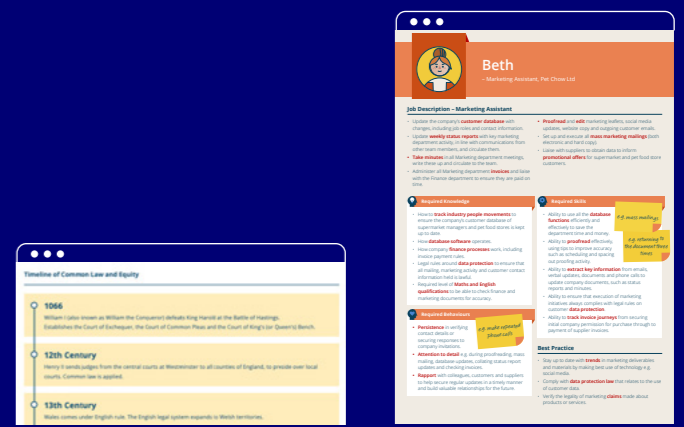 Beth
– Marketing Assistant, Pet Chow Ltd
Job Description – Marketing Assistant
Update the company's customer database with
changes, including job roles and contact information.
Update weekly status reports with key marketing
department activity, in line with communications from
other team members, and circulate them.
Take minutes in all Marketing department meetings,
write these up and circulate to the team.
Administer all Marketing department invoices and liaise
with the Finance department to ensure they are paid on
time.
Proofread and edit marketing leaflets, social media
updates, website copy and outgoing customer emails.
Set up and execute all mass marketing mailings (both
electronic and hard copy).
Liaise with suppliers to obtain data to inform
promotional offers for supermarket and pet food store
customers.
Required Knowledge
How to track industry people movements to
ensure the company's customer database of
supermarket managers and pet food stores is kept
up to date.
How database software operates.
How company finance processes work, including
invoice payment rules.
Legal rules around data protection to ensure that
all mailing, marketing activity and customer contact
information held is lawful.
Required level of Maths and English
qualifications to be able to check finance and
marketing documents for accuracy.
Required Skills
Ability to use all the database
functions efficiently and
effectively to save the
department time and money.
Ability to proofread effectively,
using tips to improve accuracy
such as scheduling and spacing
out proofing activity.
Ability to extract key information from emails,
verbal updates, documents and phone calls to
update company documents, such as status
reports and minutes.
Ability to ensure that execution of marketing
initiatives always complies with legal rules on
customer data protection.
Ability to track invoice journeys from securing
initial company permission for purchase through to
payment of supplier invoices.
e.g. mass mailings
e.g. returning to
the document three
times
Required Behaviours
Persistence in verifying
contact details or
securing responses to
company invitations.
Attention to detail e.g. during proofreading, mass
mailing, database updates, collating status report
updates and checking invoices.
Rapport with colleagues, customers and suppliers
to help secure regular updates in a timely manner
and build valuable relationships for the future.
e.g. make repeated
phone calls
Best Practice
Stay up to date with trends in marketing deliverables
and materials by making best use of technology e.g.
social media.
Comply with data protection law that relates to the use
of customer data.
Verify the legality of marketing claims made about
products or services.
Timeline of Common Law and Equity
1066
William I (also known as William the Conqueror) defeats King Harold at the Battle of Hastings.
Establishes the Court of Exchequer, the Court of Common Pleas and the Court of King's (or Queen's) Bench.
12th Century
Henry II sends judges from the central courts at Westminster to all counties of England, to preside over local
courts. Common law is applied.
13th Century
Wales comes under English rule. The English legal system expands to Welsh territories.